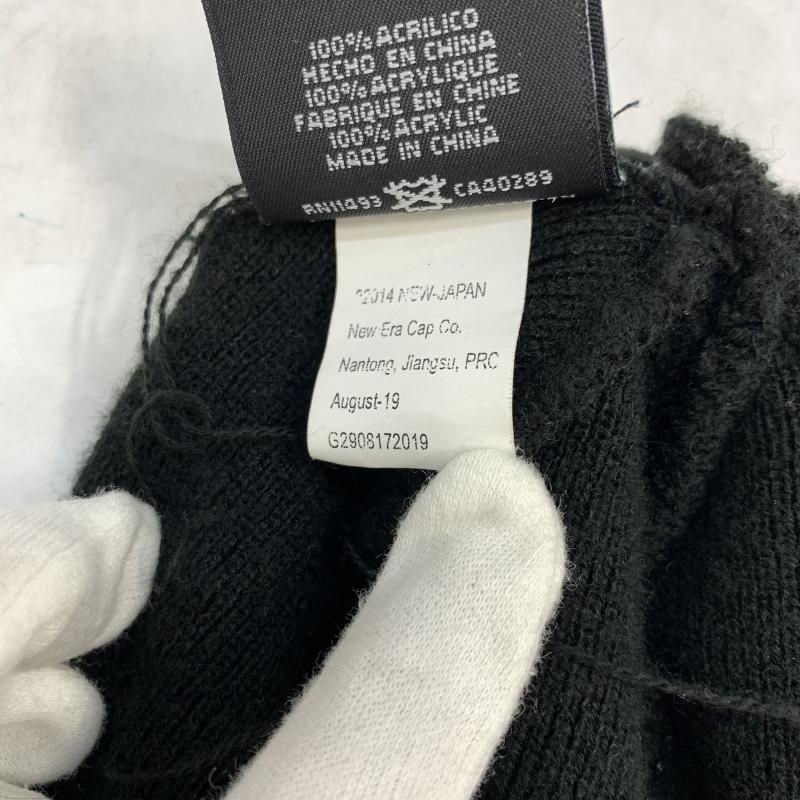 100% ACRILICO
HECHO EN CHINA
100% ACRYLIQUE
FABRIQUE EN CHINE
100% ACRYLIC
MADE IN CHINA
RN11493 CA40289
©2014 NEW-JAPAN
New Era Cap Co.
Nantong, Jiangsu, PRC
August-19
G2908172019